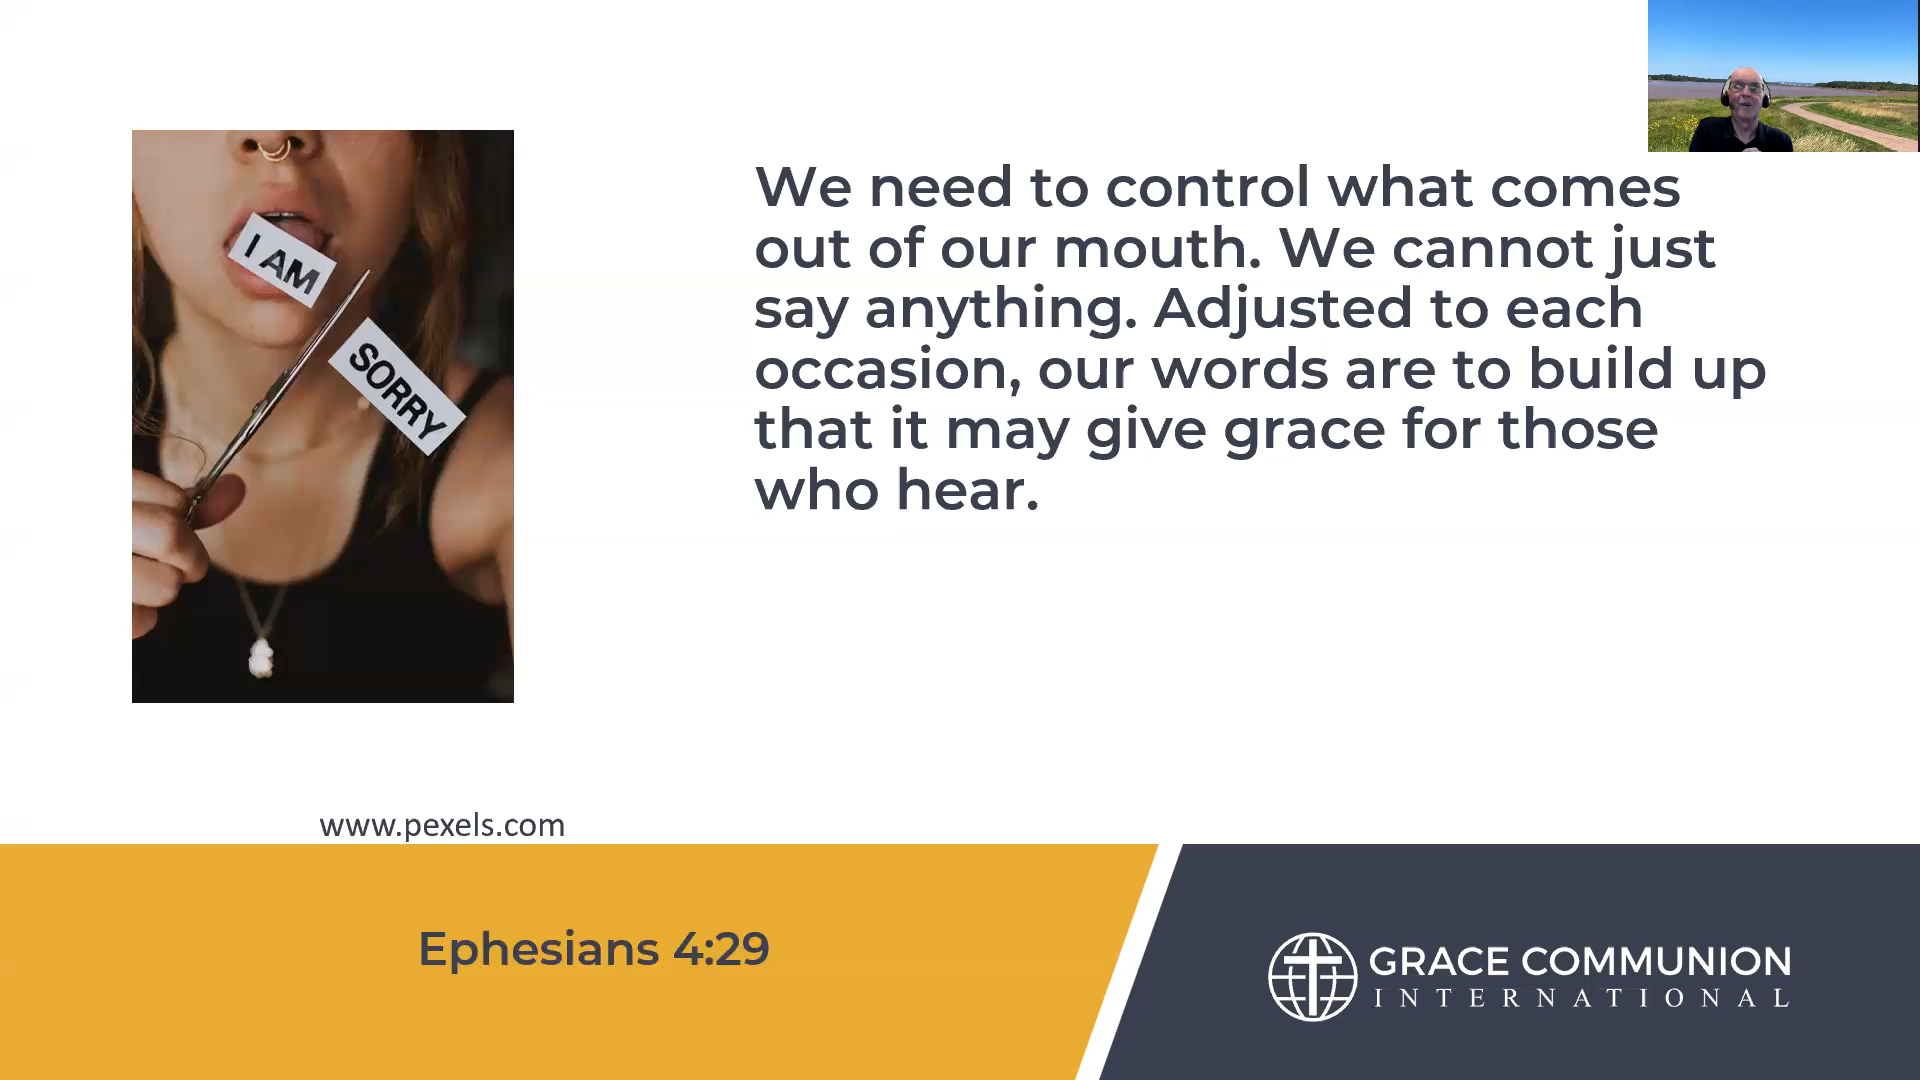 I AM
SORRY
We need to control what comes
out of our mouth. We cannot just
say anything. Adjusted to each
occasion, our words are to build up
that it may give grace for those
who hear.
www.pexels.com
Ephesians 4:29
GRACE COMMUNION
INTERNATIONAL